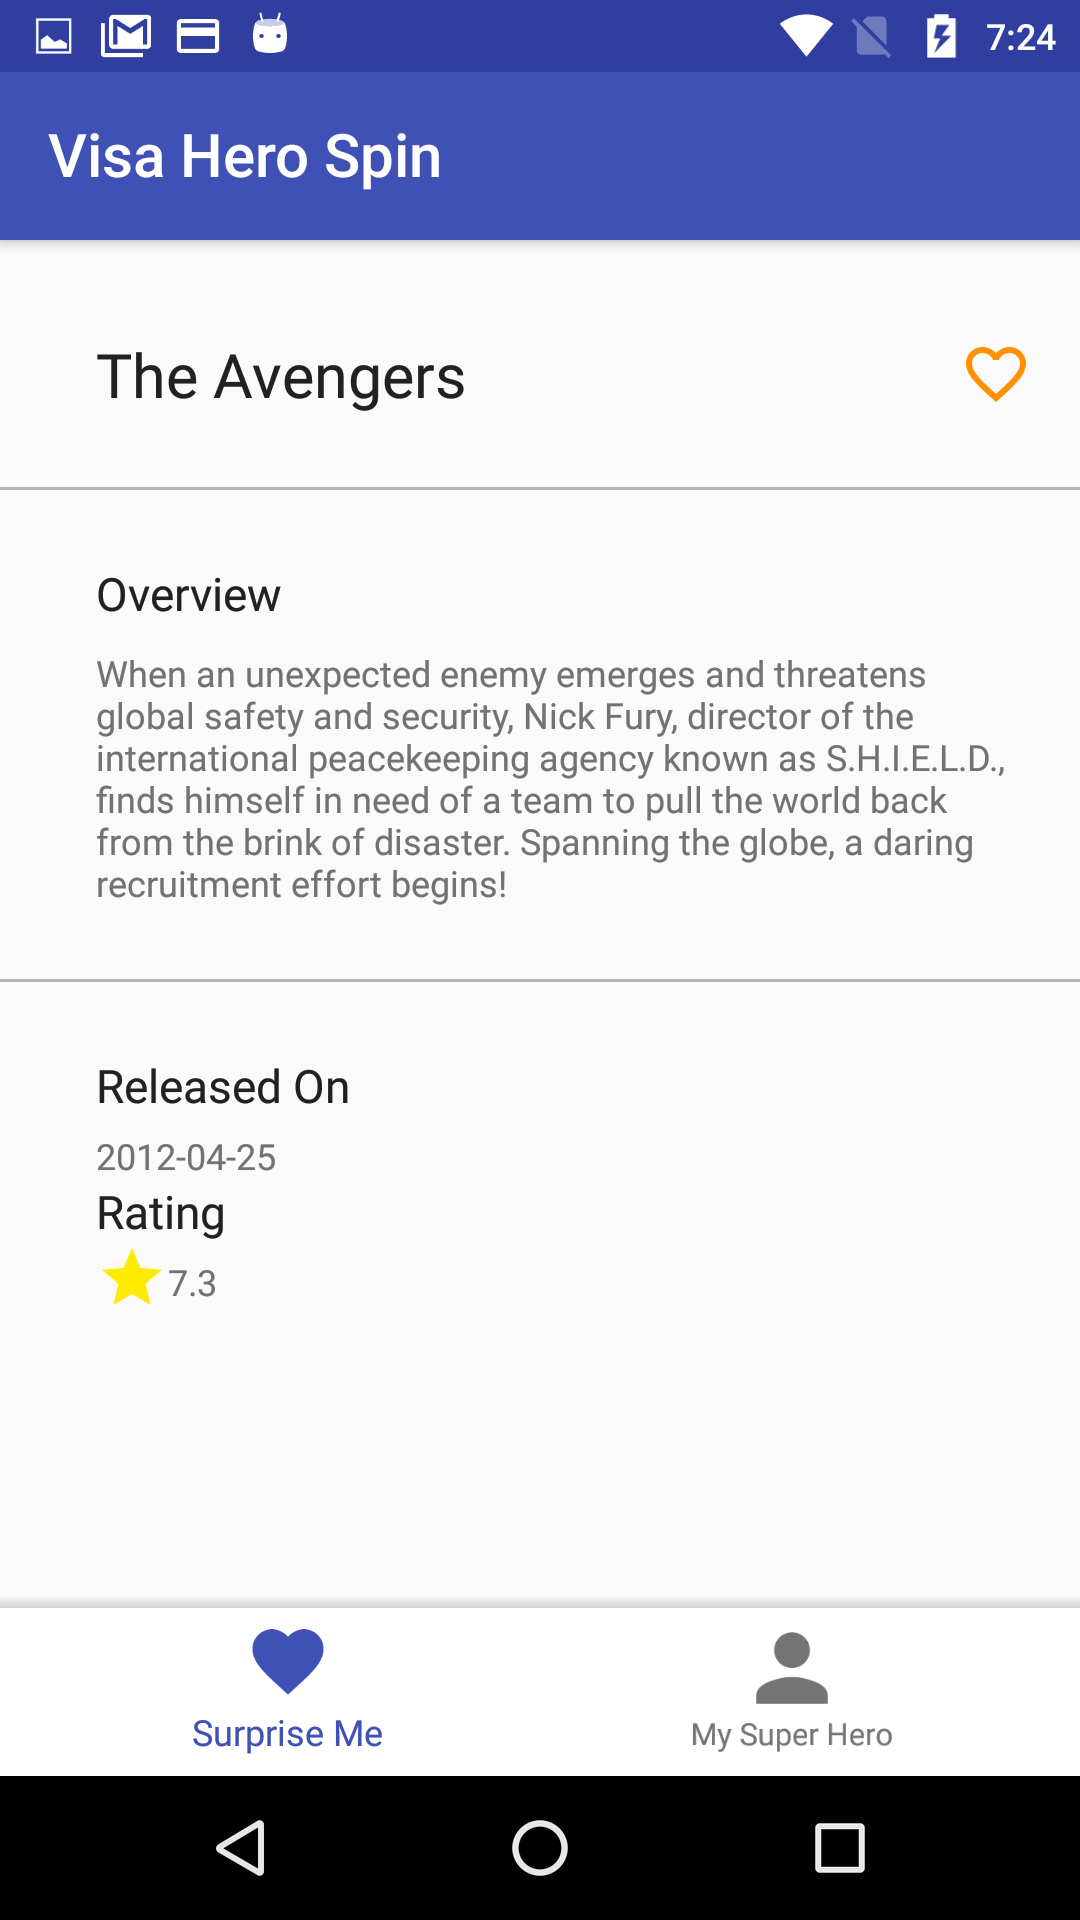 7:24
Visa Hero Spin
The Avengers
Overview
When an unexpected enemy emerges and threatens
global safety and security, Nick Fury, director of the
international peacekeeping agency known as S.H.I.E.L.D.,
finds himself in need of a team to pull the world back
from the brink of disaster. Spanning the globe, a daring
recruitment effort begins!
Released On
2012-04-25
Rating
7.3
Surprise Me
My Super Hero